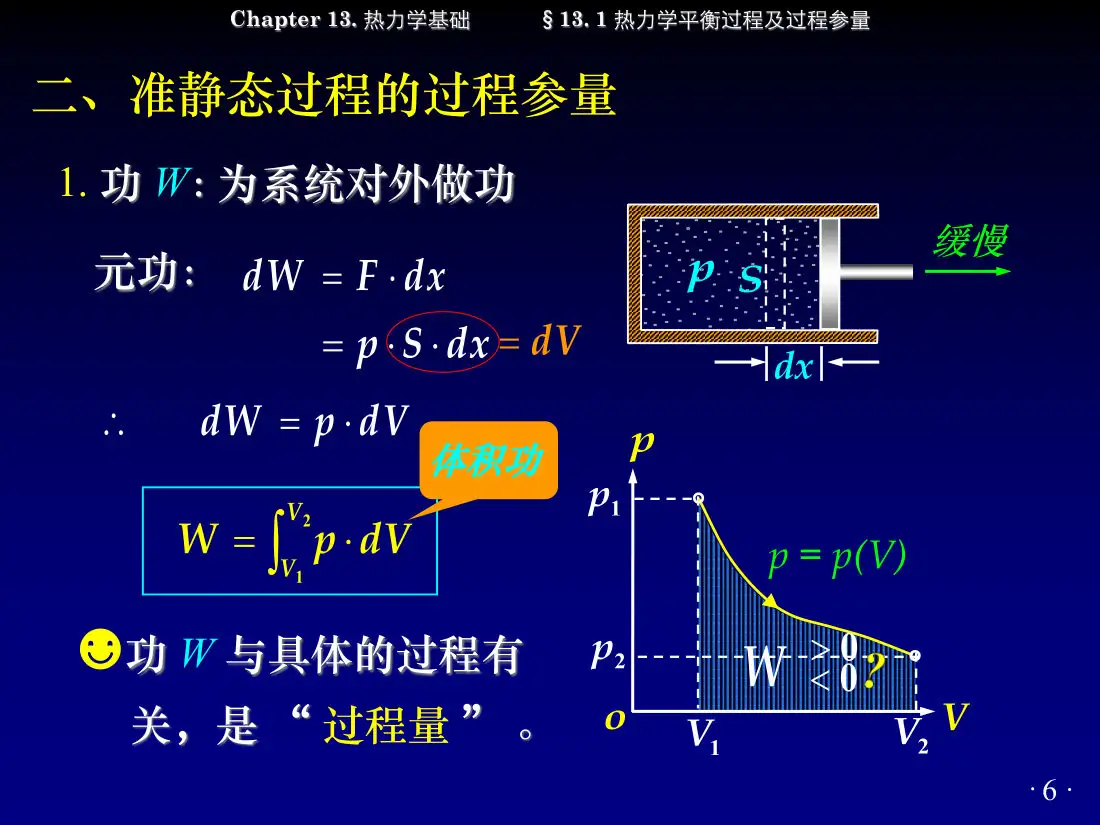 Chapter 13. 热力学基础 §13. 1 热力学平衡过程及过程参量
二、准静态过程的过程参量
1. 功 W: 为系统对外做功
元功: dW = F · dx
= p · S · dx = dV
∴ dW = p · dV
体积功
W = ∫_{V_1}^{V_2} p · dV
功 W 与具体的过程有
关，是 “ 过程量 ” 。
p S
缓慢
dx
p
p₁
p = p(V)
p₂
W > 0
< 0 ?
o V₁ V₂ V
· 6 ·